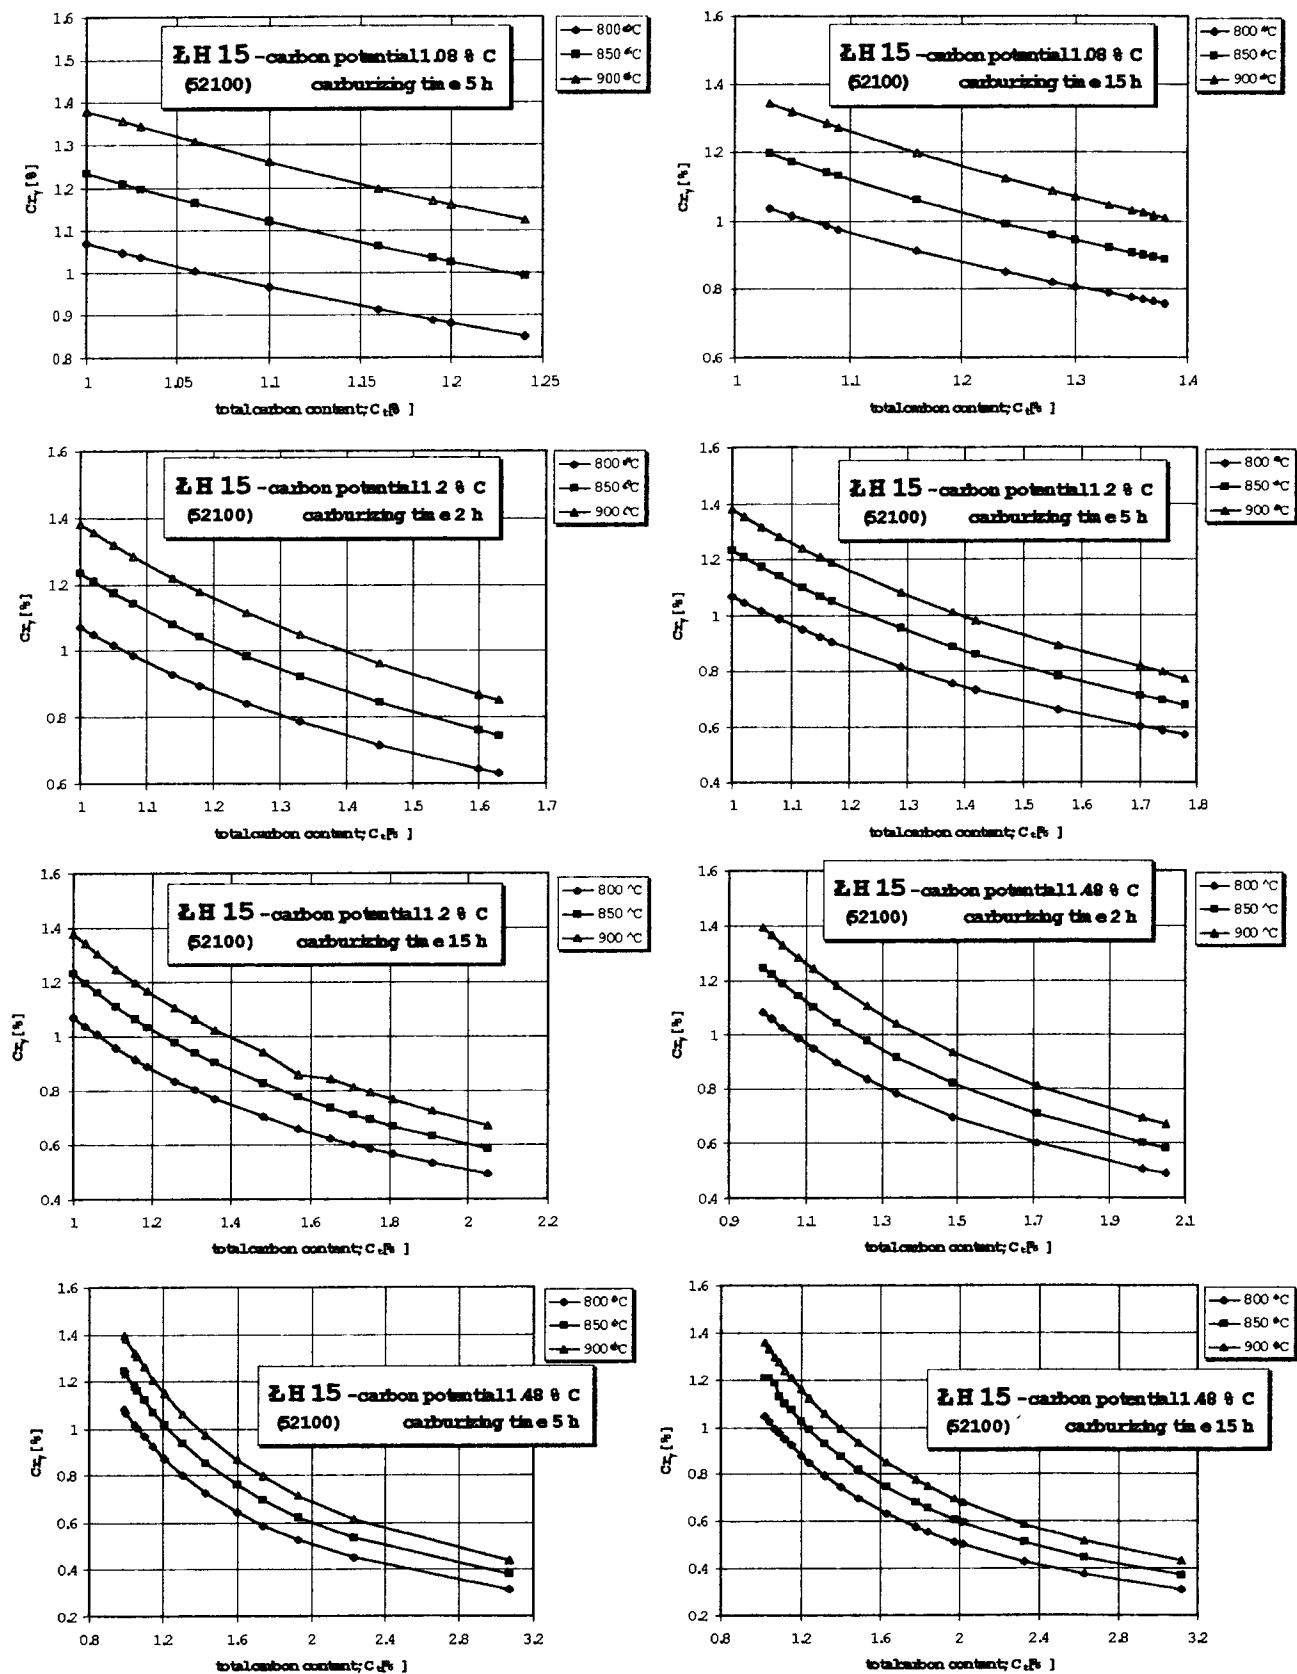 ŁH 15 - carbon potential 1.08 % C
(52100) carburizing time 5 h
800 °C
850 °C
900 °C
Cx,γ [%]
1.6
1.5
1.4
1.3
1.2
1.1
1
0.9
0.8
1 1.05 1.1 1.15 1.2 1.25
total carbon content; Ct [% ]
ŁH 15 - carbon potential 1.08 % C
(52100) carburizing time 15 h
800 °C
850 °C
900 °C
Cx,γ [%]
1.6
1.4
1.2
1
0.8
0.6
1 1.1 1.2 1.3 1.4
total carbon content; Ct [% ]
ŁH 15 - carbon potential 1.2 % C
(52100) carburizing time 2 h
800 °C
850 °C
900 °C
Cx,γ [%]
1.6
1.4
1.2
1
0.8
0.6
1 1.1 1.2 1.3 1.4 1.5 1.6 1.7
total carbon content; Ct [% ]
ŁH 15 - carbon potential 1.2 % C
(52100) carburizing time 5 h
800 °C
850 °C
900 °C
Cx,γ [%]
1.6
1.4
1.2
1
0.8
0.6
0.4
1 1.1 1.2 1.3 1.4 1.5 1.6 1.7 1.8
total carbon content; Ct [% ]
ŁH 15 - carbon potential 1.2 % C
(52100) carburizing time 15 h
800 °C
850 °C
900 °C
Cx,γ [%]
1.6
1.4
1.2
1
0.8
0.6
0.4
1 1.2 1.4 1.6 1.8 2 2.2
total carbon content; Ct [% ]
ŁH 15 - carbon potential 1.48 % C
(52100) carburizing time 2 h
800 °C
850 °C
900 °C
Cx,γ [%]
1.6
1.4
1.2
1
0.8
0.6
0.4
0.9 1.1 1.3 1.5 1.7 1.9 2.1
total carbon content; Ct [% ]
ŁH 15 - carbon potential 1.48 % C
(52100) carburizing time 5 h
800 °C
850 °C
900 °C
Cx,γ [%]
1.6
1.4
1.2
1
0.8
0.6
0.4
0.2
0.8 1.2 1.6 2 2.4 2.8 3.2
total carbon content; Ct [% ]
ŁH 15 - carbon potential 1.48 % C
(52100) carburizing time 15 h
800 °C
850 °C
900 °C
Cx,γ [%]
1.6
1.4
1.2
1
0.8
0.6
0.4
0.2
0.8 1.2 1.6 2 2.4 2.8 3.2
total carbon content; Ct [% ]